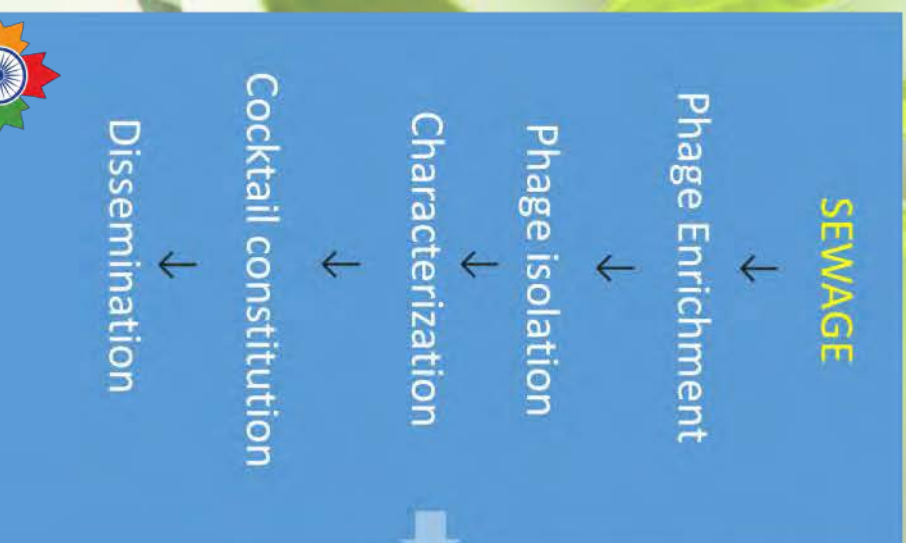 SEWAGE
↓
Phage Enrichment
↓
Phage isolation
↓
Characterization
↓
Cocktail constitution
↓
Dissemination